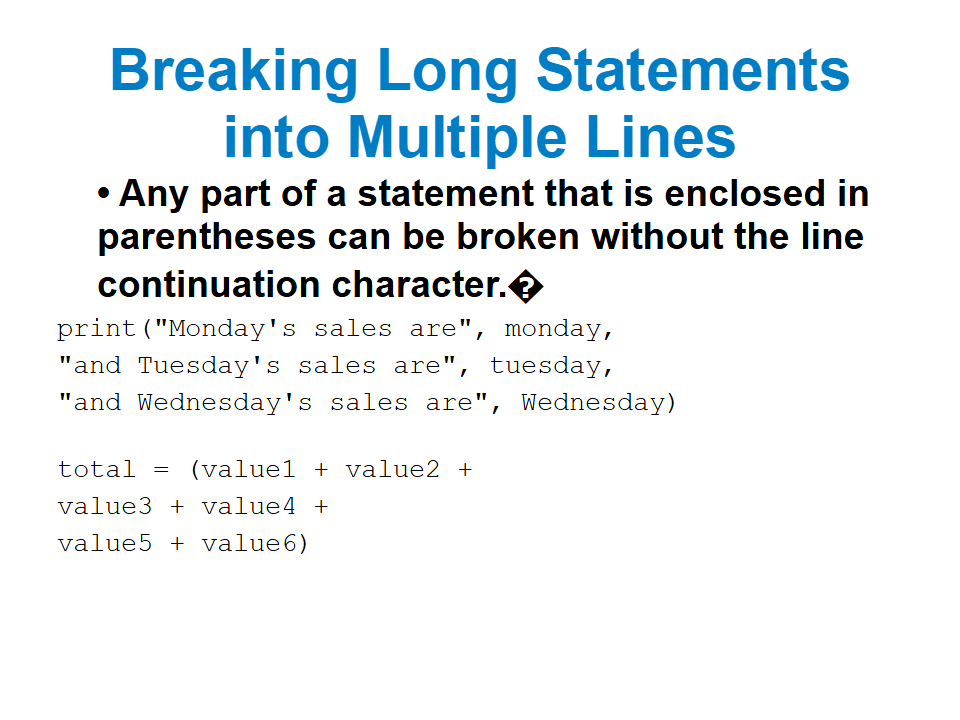 Breaking Long Statements
into Multiple Lines
• Any part of a statement that is enclosed in
parentheses can be broken without the line
continuation character.�
print("Monday's sales are", monday,
"and Tuesday's sales are", tuesday,
"and Wednesday's sales are", Wednesday)
total = (value1 + value2 +
value3 + value4 +
value5 + value6)